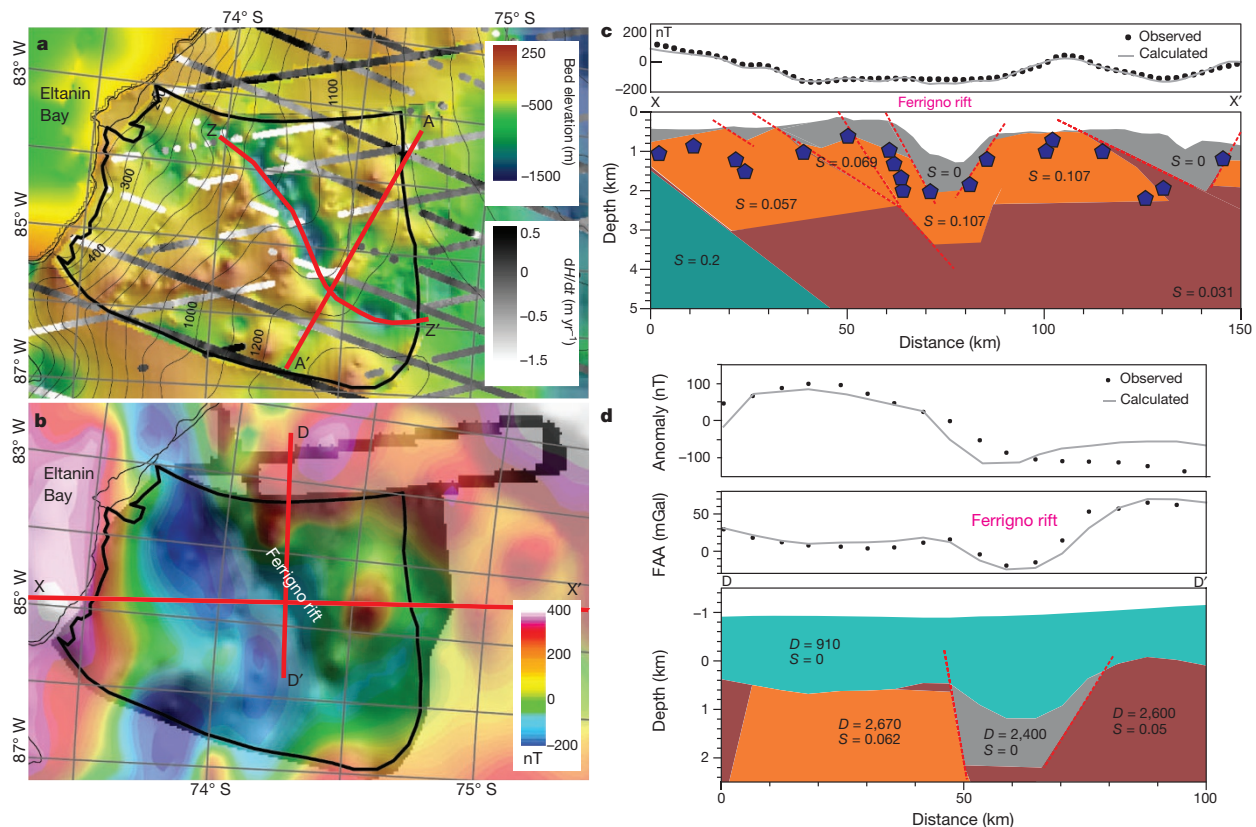 74° S
75° S
a
83° W
85° W
87° W
Eltanin
Bay
300
400
1000
1200
1100
Z
Z′
A
A′
250
−500
−1500
Bed elevation (m)
0.5
0
−0.5
−1.5
dH/dt (m yr⁻¹)
b
83° W
85° W
87° W
Eltanin
Bay
D
D′
X
X′
Ferrigno rift
400
200
0
−200
nT
74° S
75° S
c
200
0
−200
nT
Observed
Calculated
X
Ferrigno rift
X′
0
1
2
3
4
5
Depth (km)
S = 0.069
S = 0
S = 0.107
S = 0
S = 0.057
S = 0.107
S = 0.2
S = 0.031
0
50
100
150
Distance (km)
d
100
0
−100
Anomaly (nT)
Observed
Calculated
50
0
FAA (mGal)
Ferrigno rift
D
D′
−1
0
1
2
Depth (km)
D = 910
S = 0
D = 2,670
S = 0.062
D = 2,400
S = 0
D = 2,600
S = 0.05
0
50
100
Distance (km)